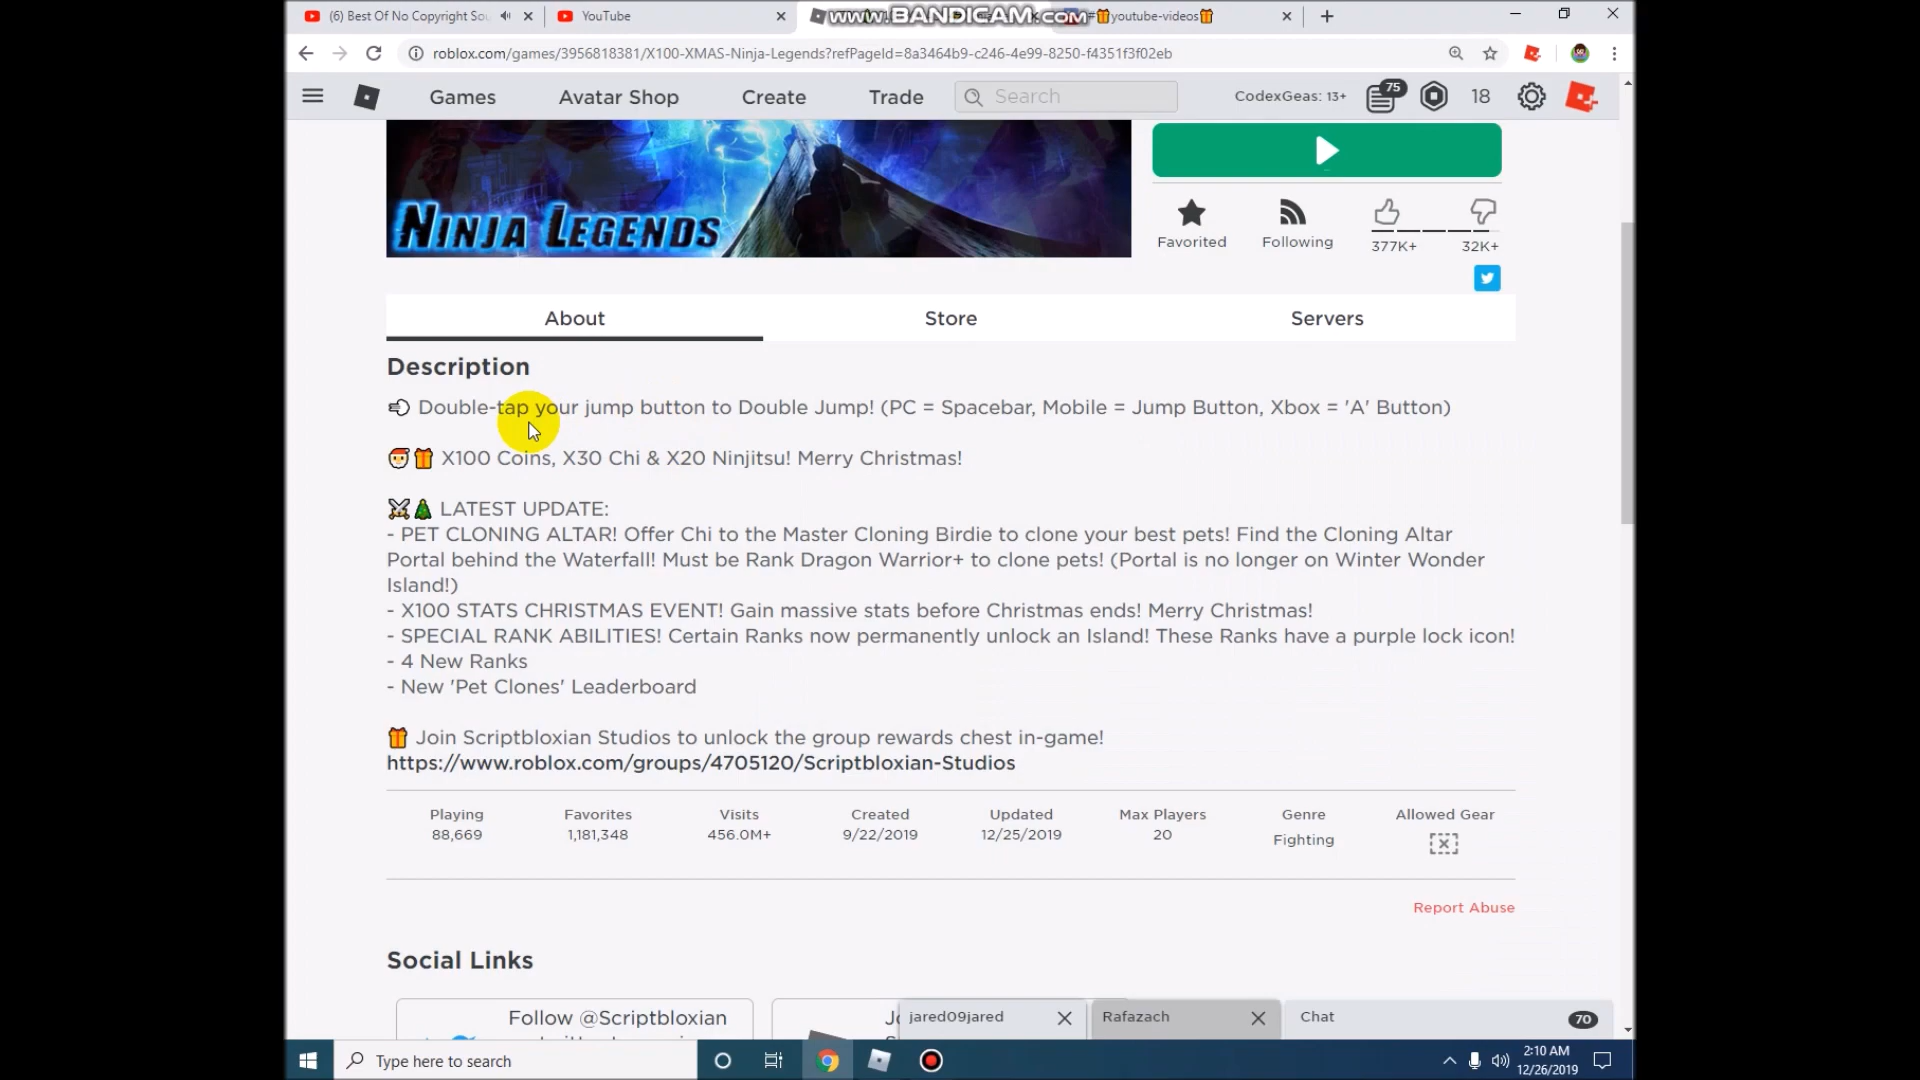 (6) Best Of No Copyright Sou
YouTube
www.BANDICAM.com
#🎁youtube-videos🎁
roblox.com/games/3956818381/X100-XMAS-Ninja-Legends?refPageId=8a3464b9-c246-4e99-8250-f4351f3f02eb
Games
Avatar Shop
Create
Trade
Search
CodexGeas: 13+
75
18
NINJA LEGENDS
Favorited
Following
377K+
32K+
About
Store
Servers
Description
💨 Double-tap your jump button to Double Jump! (PC = Spacebar, Mobile = Jump Button, Xbox = 'A' Button)
🎅🎁 X100 Coins, X30 Chi & X20 Ninjitsu! Merry Christmas!
⚔️🎄 LATEST UPDATE:
- PET CLONING ALTAR! Offer Chi to the Master Cloning Birdie to clone your best pets! Find the Cloning Altar
Portal behind the Waterfall! Must be Rank Dragon Warrior+ to clone pets! (Portal is no longer on Winter Wonder
Island!)
- X100 STATS CHRISTMAS EVENT! Gain massive stats before Christmas ends! Merry Christmas!
- SPECIAL RANK ABILITIES! Certain Ranks now permanently unlock an Island! These Ranks have a purple lock icon!
- 4 New Ranks
- New 'Pet Clones' Leaderboard
🎁 Join Scriptbloxian Studios to unlock the group rewards chest in-game!
https://www.roblox.com/groups/4705120/Scriptbloxian-Studios
Playing
Favorites
Visits
Created
Updated
Max Players
Genre
Allowed Gear
88,669
1,181,348
456.0M+
9/22/2019
12/25/2019
20
Fighting
Report Abuse
Social Links
Follow @Scriptbloxian
jared09jared
Rafazach
Chat
70
Type here to search
2:10 AM
12/26/2019